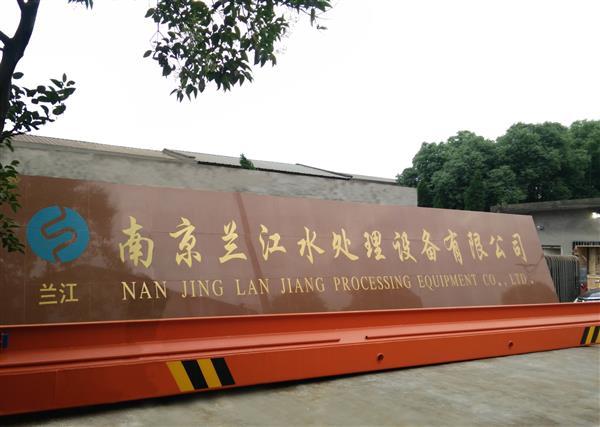 南京兰江水处理设备有限公司
兰江
NAN JING LAN JIANG PROCESSING EQUIPMENT CO., LTD.